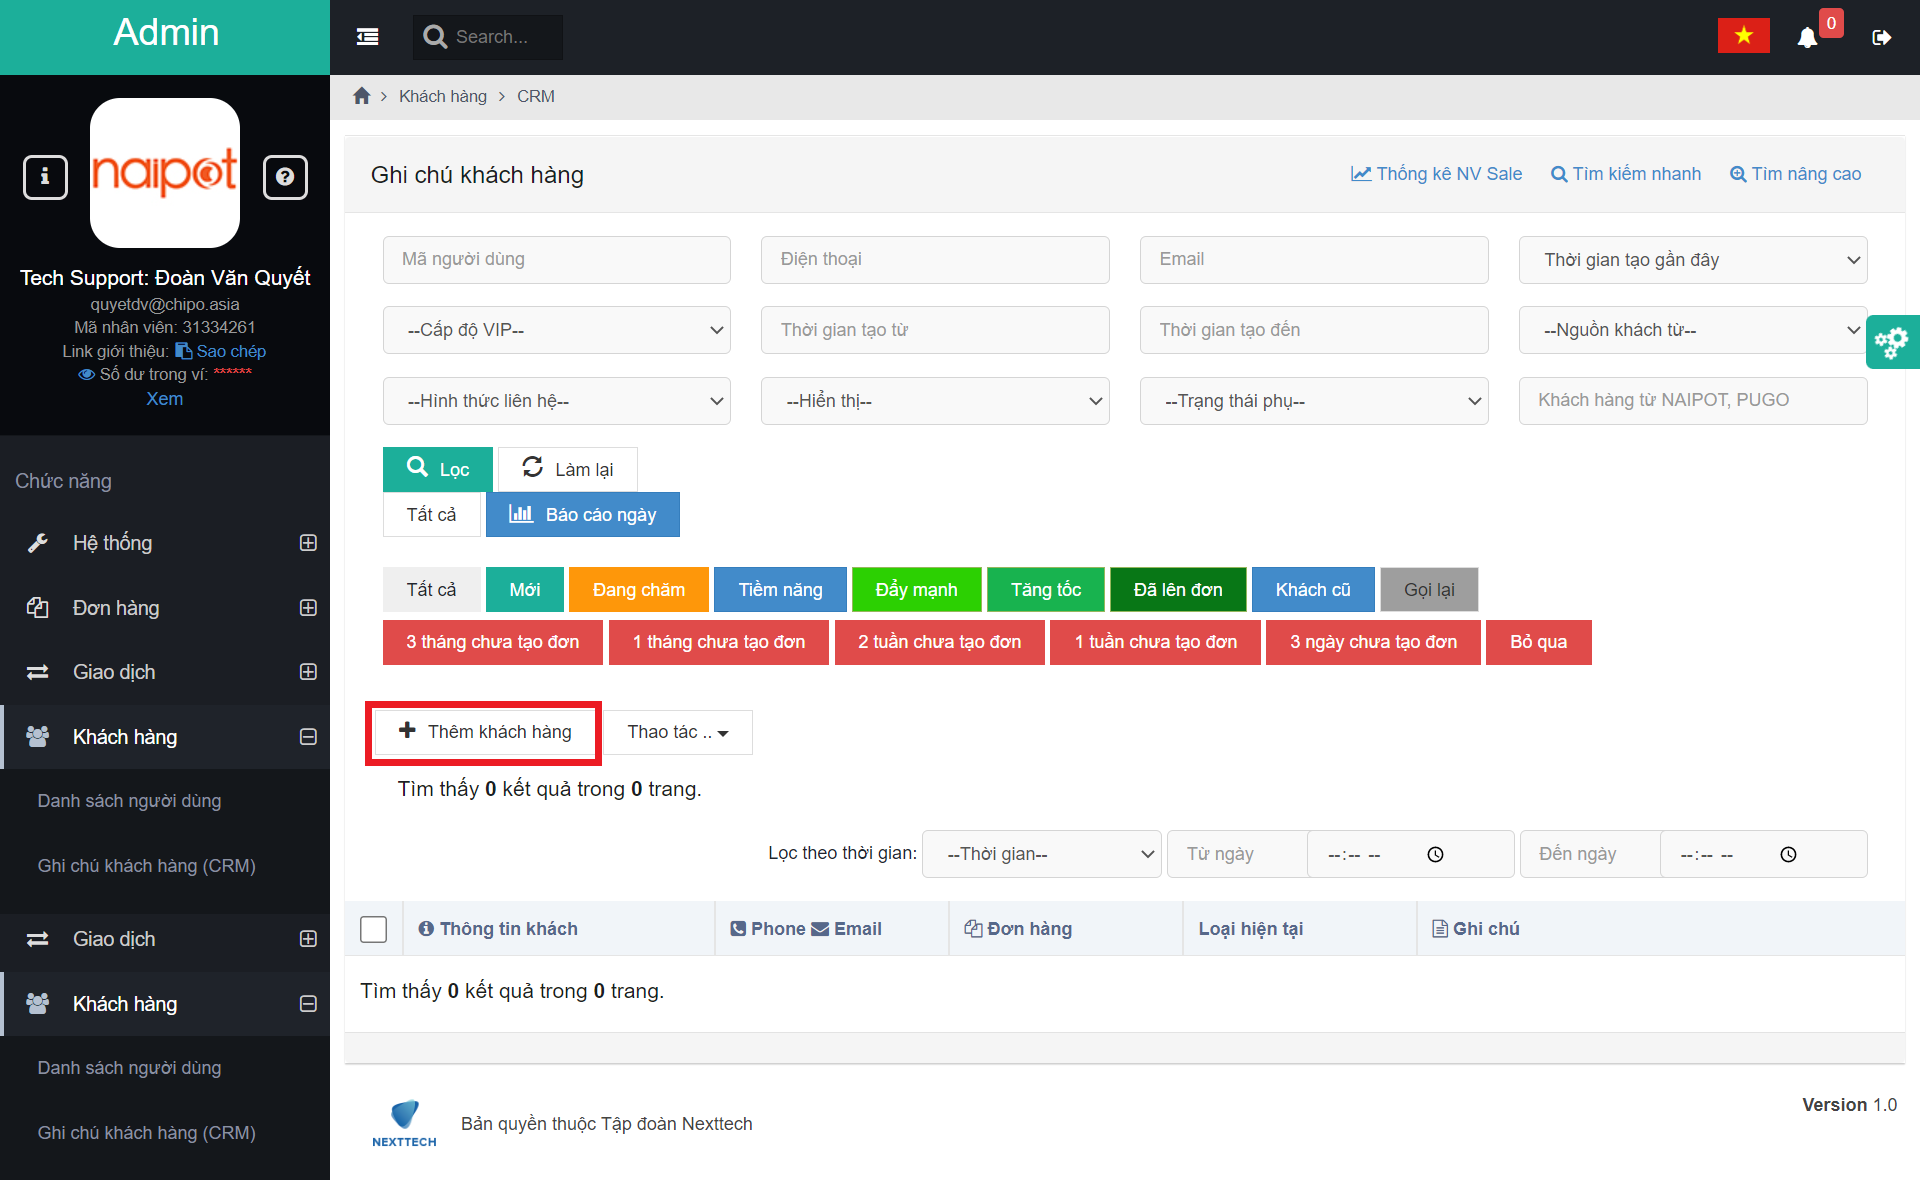 Admin
Search...
0
Khách hàng > CRM
naipot
Tech Support: Đoàn Văn Quyết
quyetdv@chipo.asia
Mã nhân viên: 31334261
Link giới thiệu: Sao chép
Số dư trong ví: ******
Xem
Chức năng
Hệ thống
Đơn hàng
Giao dịch
Khách hàng
Danh sách người dùng
Ghi chú khách hàng (CRM)
Giao dịch
Khách hàng
Danh sách người dùng
Ghi chú khách hàng (CRM)
Ghi chú khách hàng
Thống kê NV Sale Tìm kiếm nhanh Tìm nâng cao
Mã người dùng Điện thoại Email Thời gian tạo gần đây
--Cấp độ VIP-- Thời gian tạo từ Thời gian tạo đến --Nguồn khách từ--
--Hình thức liên hệ-- --Hiển thị-- --Trạng thái phụ-- Khách hàng từ NAIPOT, PUGO
Lọc Làm lại
Tất cả Báo cáo ngày
Tất cả Mới Đang chăm Tiềm năng Đẩy mạnh Tăng tốc Đã lên đơn Khách cũ Gọi lại
3 tháng chưa tạo đơn 1 tháng chưa tạo đơn 2 tuần chưa tạo đơn 1 tuần chưa tạo đơn 3 ngày chưa tạo đơn Bỏ qua
Thêm khách hàng Thao tác ..
Tìm thấy 0 kết quả trong 0 trang.
Lọc theo thời gian: --Thời gian-- Từ ngày --:-- -- Đến ngày --:-- --
Thông tin khách Phone Email Đơn hàng Loại hiện tại Ghi chú
Tìm thấy 0 kết quả trong 0 trang.
NEXTTECH
Bản quyền thuộc Tập đoàn Nexttech
Version 1.0